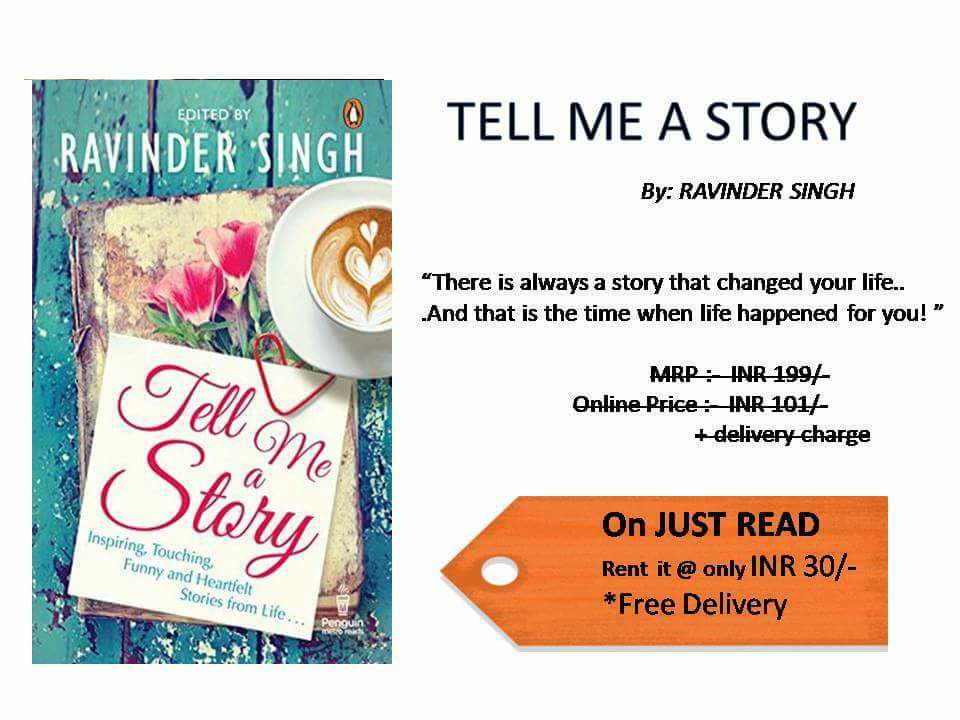 EDITED BY
RAVINDER SINGH
Tell Me
a
Story
Inspiring, Touching,
Funny and Heartfelt
Stories from Life...
Penguin
metro reads
TELL ME A STORY
By: RAVINDER SINGH
“There is always a story that changed your life..
.And that is the time when life happened for you! ”
MRP :- INR 199/-
Online Price :- INR 101/-
+ delivery charge
On JUST READ
Rent it @ only INR 30/-
*Free Delivery